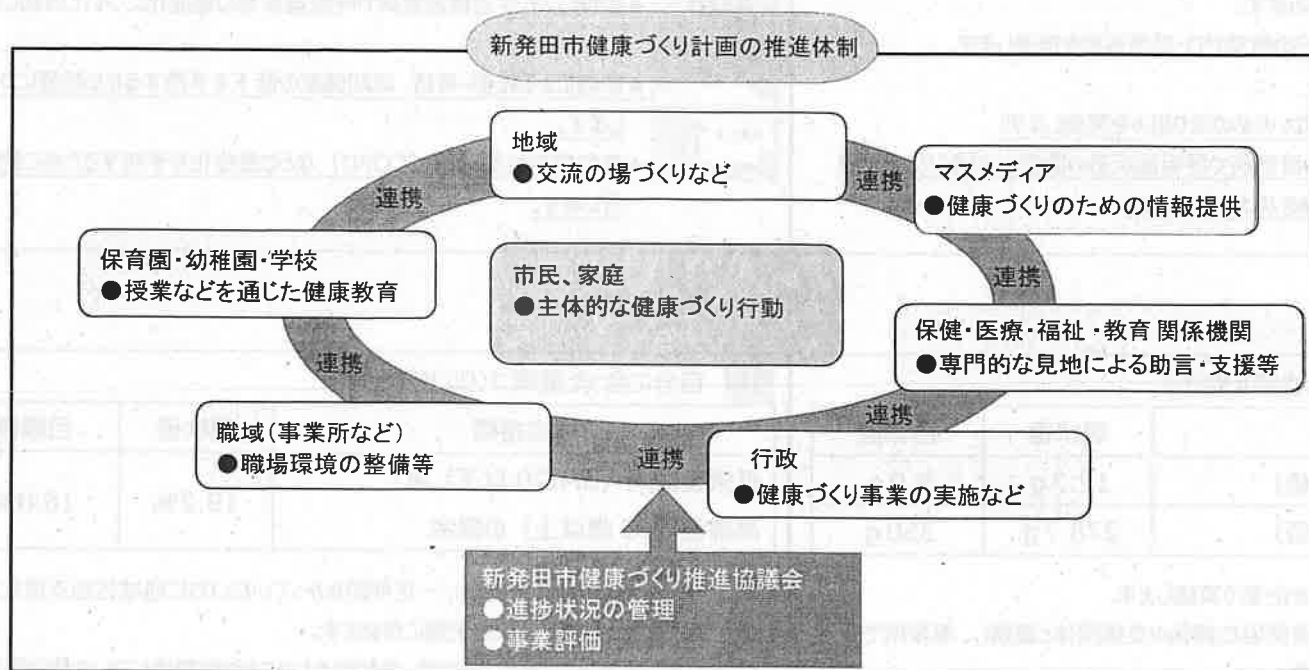 新発田市健康づくり計画の推進体制
地域
●交流の場づくりなど
連携
連携
マスメディア
●健康づくりのための情報提供
保育園・幼稚園・学校
●授業などを通じた健康教育
市民、家庭
●主体的な健康づくり行動
連携
保健・医療・福祉・教育 関係機関
●専門的な見地による助言・支援等
連携
連携
職域(事業所など)
●職場環境の整備等
連携
行政
●健康づくり事業の実施など
新発田市健康づくり推進協議会
●進捗状況の管理
●事業評価